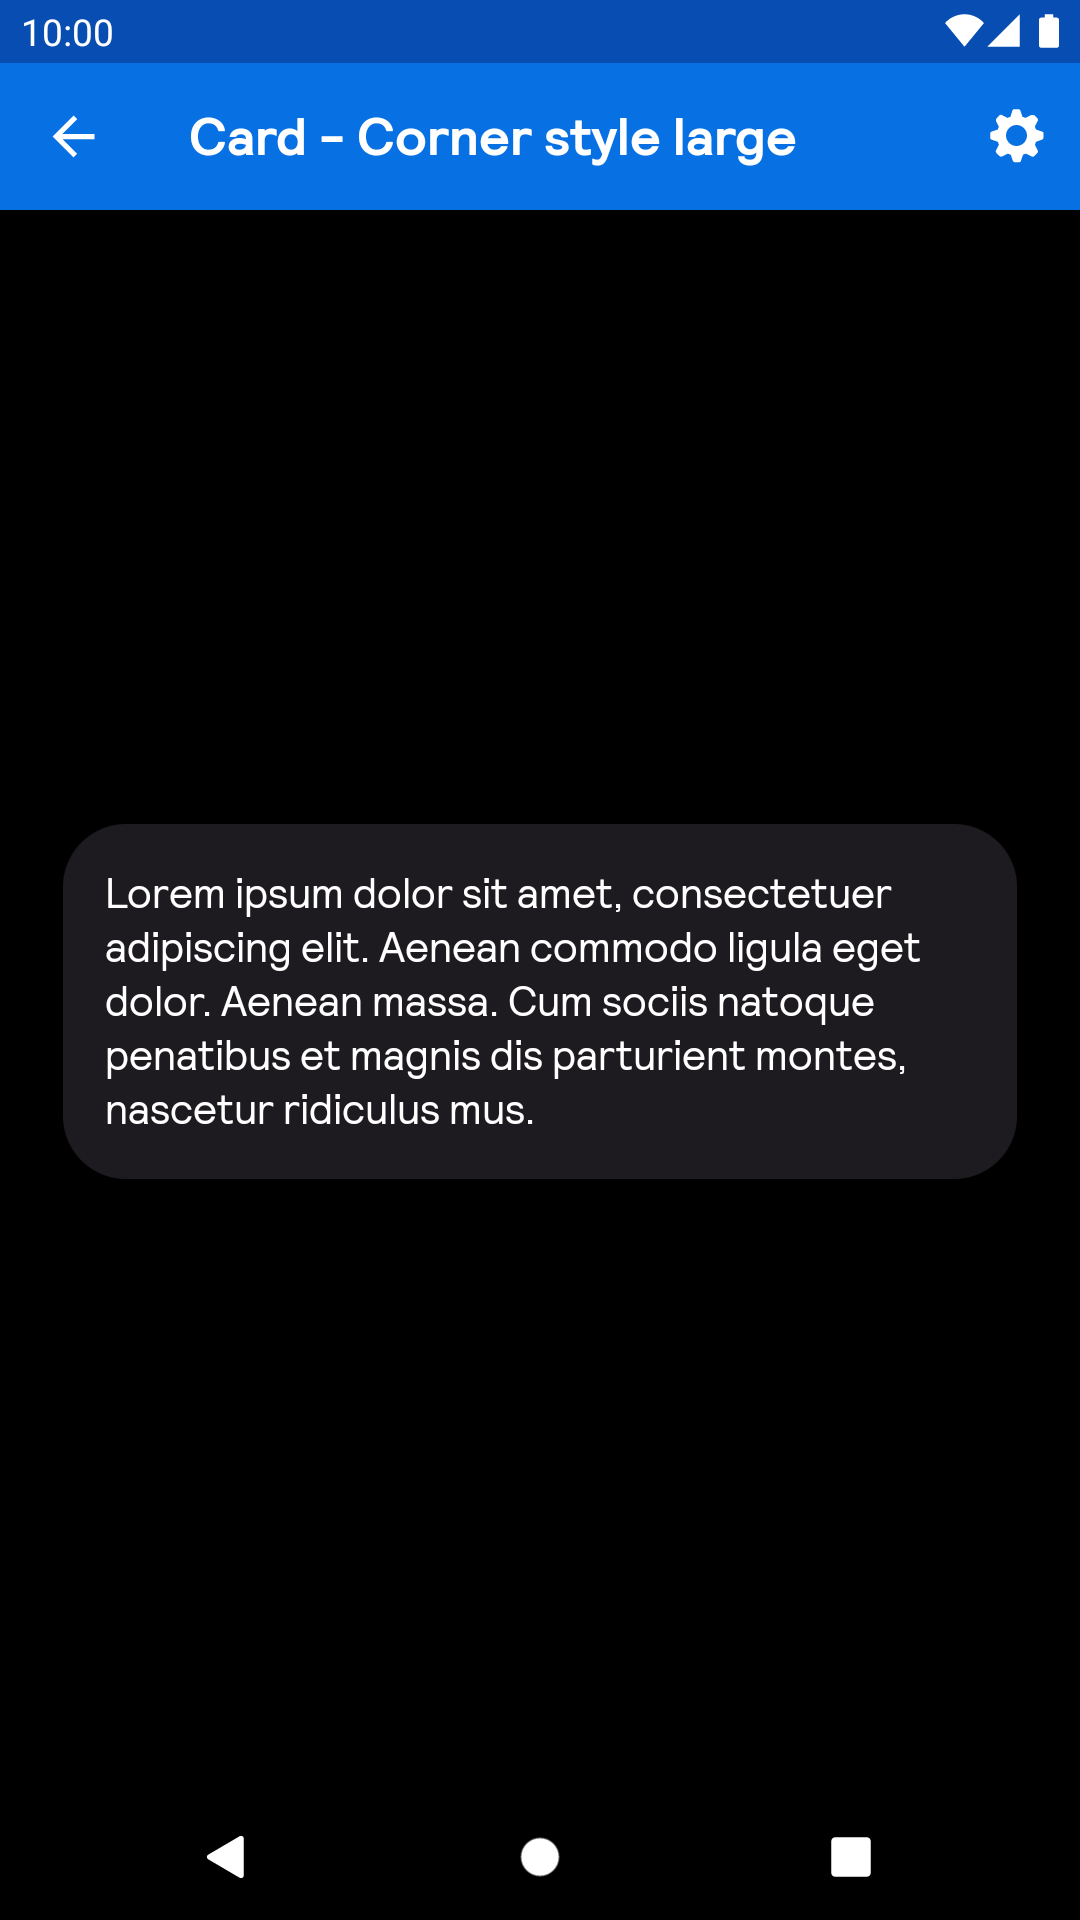 10:00
Card - Corner style large
Lorem ipsum dolor sit amet, consectetuer
adipiscing elit. Aenean commodo ligula eget
dolor. Aenean massa. Cum sociis natoque
penatibus et magnis dis parturient montes,
nascetur ridiculus mus.